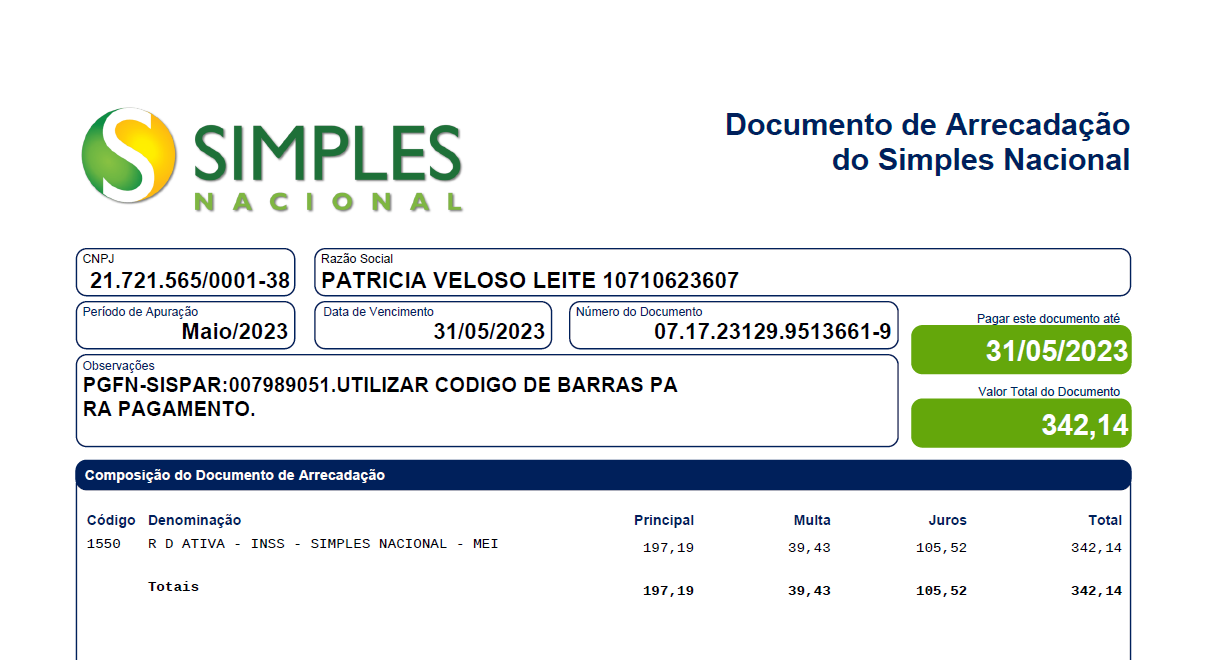 SIMPLES
NACIONAL
Documento de Arrecadação
do Simples Nacional
CNPJ
21.721.565/0001-38
Razão Social
PATRICIA VELOSO LEITE 10710623607
Período de Apuração
Maio/2023
Data de Vencimento
31/05/2023
Número do Documento
07.17.23129.9513661-9
Pagar este documento até
31/05/2023
Observações
PGFN-SISPAR:007989051.UTILIZAR CODIGO DE BARRAS PA
RA PAGAMENTO.
Valor Total do Documento
342,14
Composição do Documento de Arrecadação
Código Denominação Principal Multa Juros Total
1550 R D ATIVA - INSS - SIMPLES NACIONAL - MEI 197,19 39,43 105,52 342,14
Totais 197,19 39,43 105,52 342,14